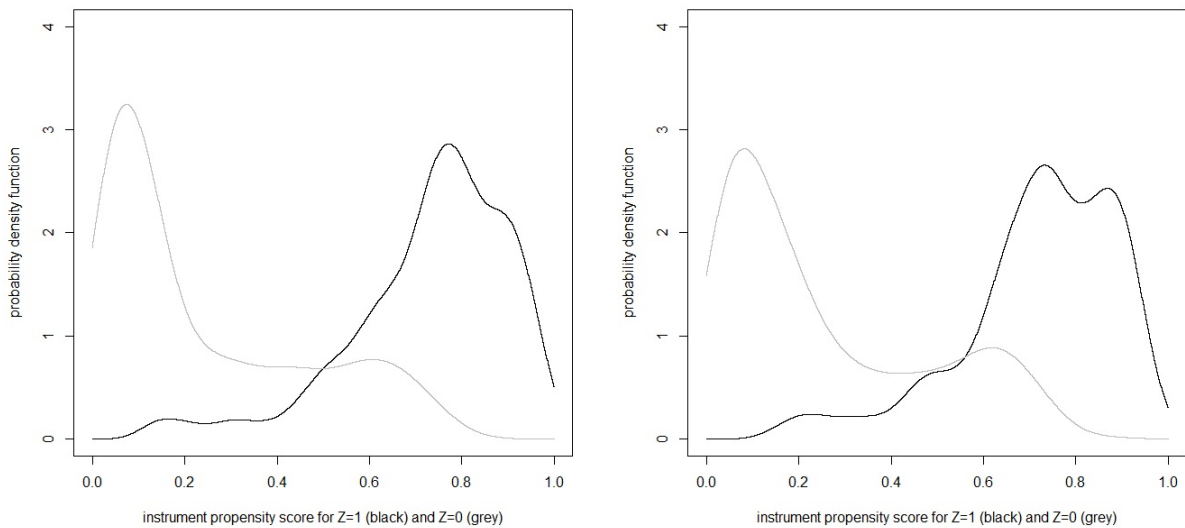 probability density function
4
3
2
1
0
0.0 0.2 0.4 0.6 0.8 1.0
instrument propensity score for Z=1 (black) and Z=0 (grey)
probability density function
4
3
2
1
0
0.0 0.2 0.4 0.6 0.8 1.0
instrument propensity score for Z=1 (black) and Z=0 (grey)